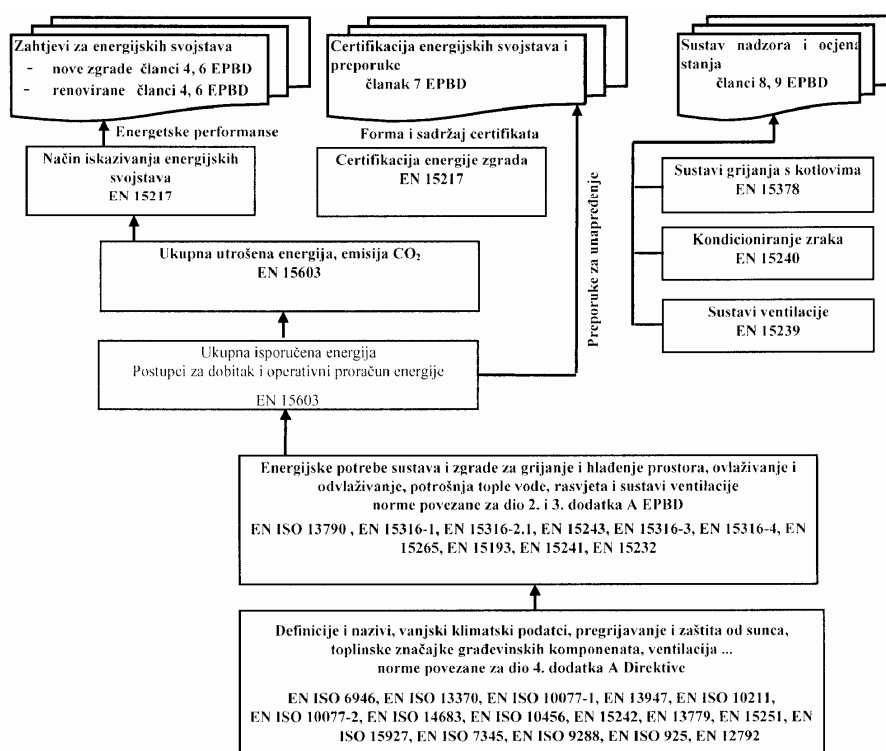 Zahtjevi za energijskih svojstava
- nove zgrade članci 4, 6 EPBD
- renovirane članci 4, 6 EPBD
Certifikacija energijskih svojstava i
preporuke
članak 7 EPBD
Sustav nadzora i ocjena
stanja
članci 8, 9 EPBD
Energetske performanse
Forma i sadržaj certifikata
Način iskazivanja energijskih
svojstava
EN 15217
Certifikacija energije zgrada
EN 15217
Sustavi grijanja s kotlovima
EN 15378
Ukupna utrošena energija, emisija CO₂
EN 15603
Preporuke za unapređenje
Kondicioniranje zraka
EN 15240
Sustavi ventilacije
EN 15239
Ukupna isporučena energija
Postupci za dobitak i operativni proračun energije
EN 15603
Energijske potrebe sustava i zgrade za grijanje i hlađenje prostora, ovlaživanje i
odvlaživanje, potrošnja tople vode, rasvjeta i sustavi ventilacije
norme povezane za dio 2. i 3. dodatka A EPBD
EN ISO 13790 , EN 15316-1, EN 15316-2.1, EN 15243, EN 15316-3, EN 15316-4, EN
15265, EN 15193, EN 15241, EN 15232
Definicije i nazivi, vanjski klimatski podatci, pregrijavanje i zaštita od sunca,
toplinske značajke građevinskih komponenata, ventilacija ...
norme povezane za dio 4. dodatka A Direktive
EN ISO 6946, EN ISO 13370, EN ISO 10077-1, EN 13947, EN ISO 10211,
EN ISO 10077-2, EN ISO 14683, EN ISO 10456, EN 15242, EN 13779, EN 15251, EN
ISO 15927, EN ISO 7345, EN ISO 9288, EN ISO 925, EN 12792